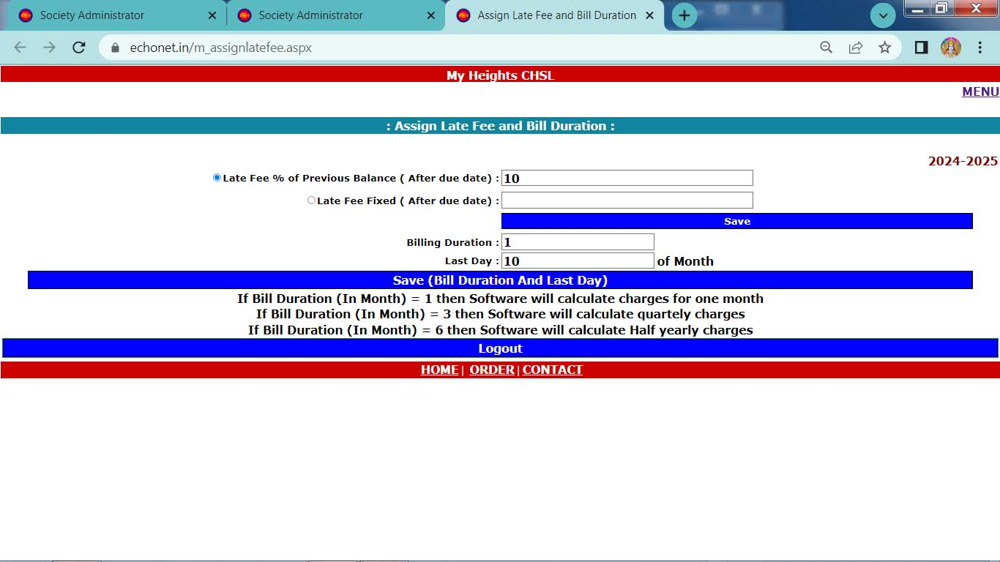 Society Administrator Society Administrator Assign Late Fee and Bill Duration
echonet.in/m_assignlatefee.aspx
My Heights CHSL
MENU
: Assign Late Fee and Bill Duration :
2024-2025
Late Fee % of Previous Balance ( After due date) : 10
Late Fee Fixed ( After due date) :
Save
Billing Duration : 1
Last Day : 10 of Month
Save (Bill Duration And Last Day)
If Bill Duration (In Month) = 1 then Software will calculate charges for one month
If Bill Duration (In Month) = 3 then Software will calculate quartely charges
If Bill Duration (In Month) = 6 then Software will calculate Half yearly charges
Logout
HOME | ORDER | CONTACT